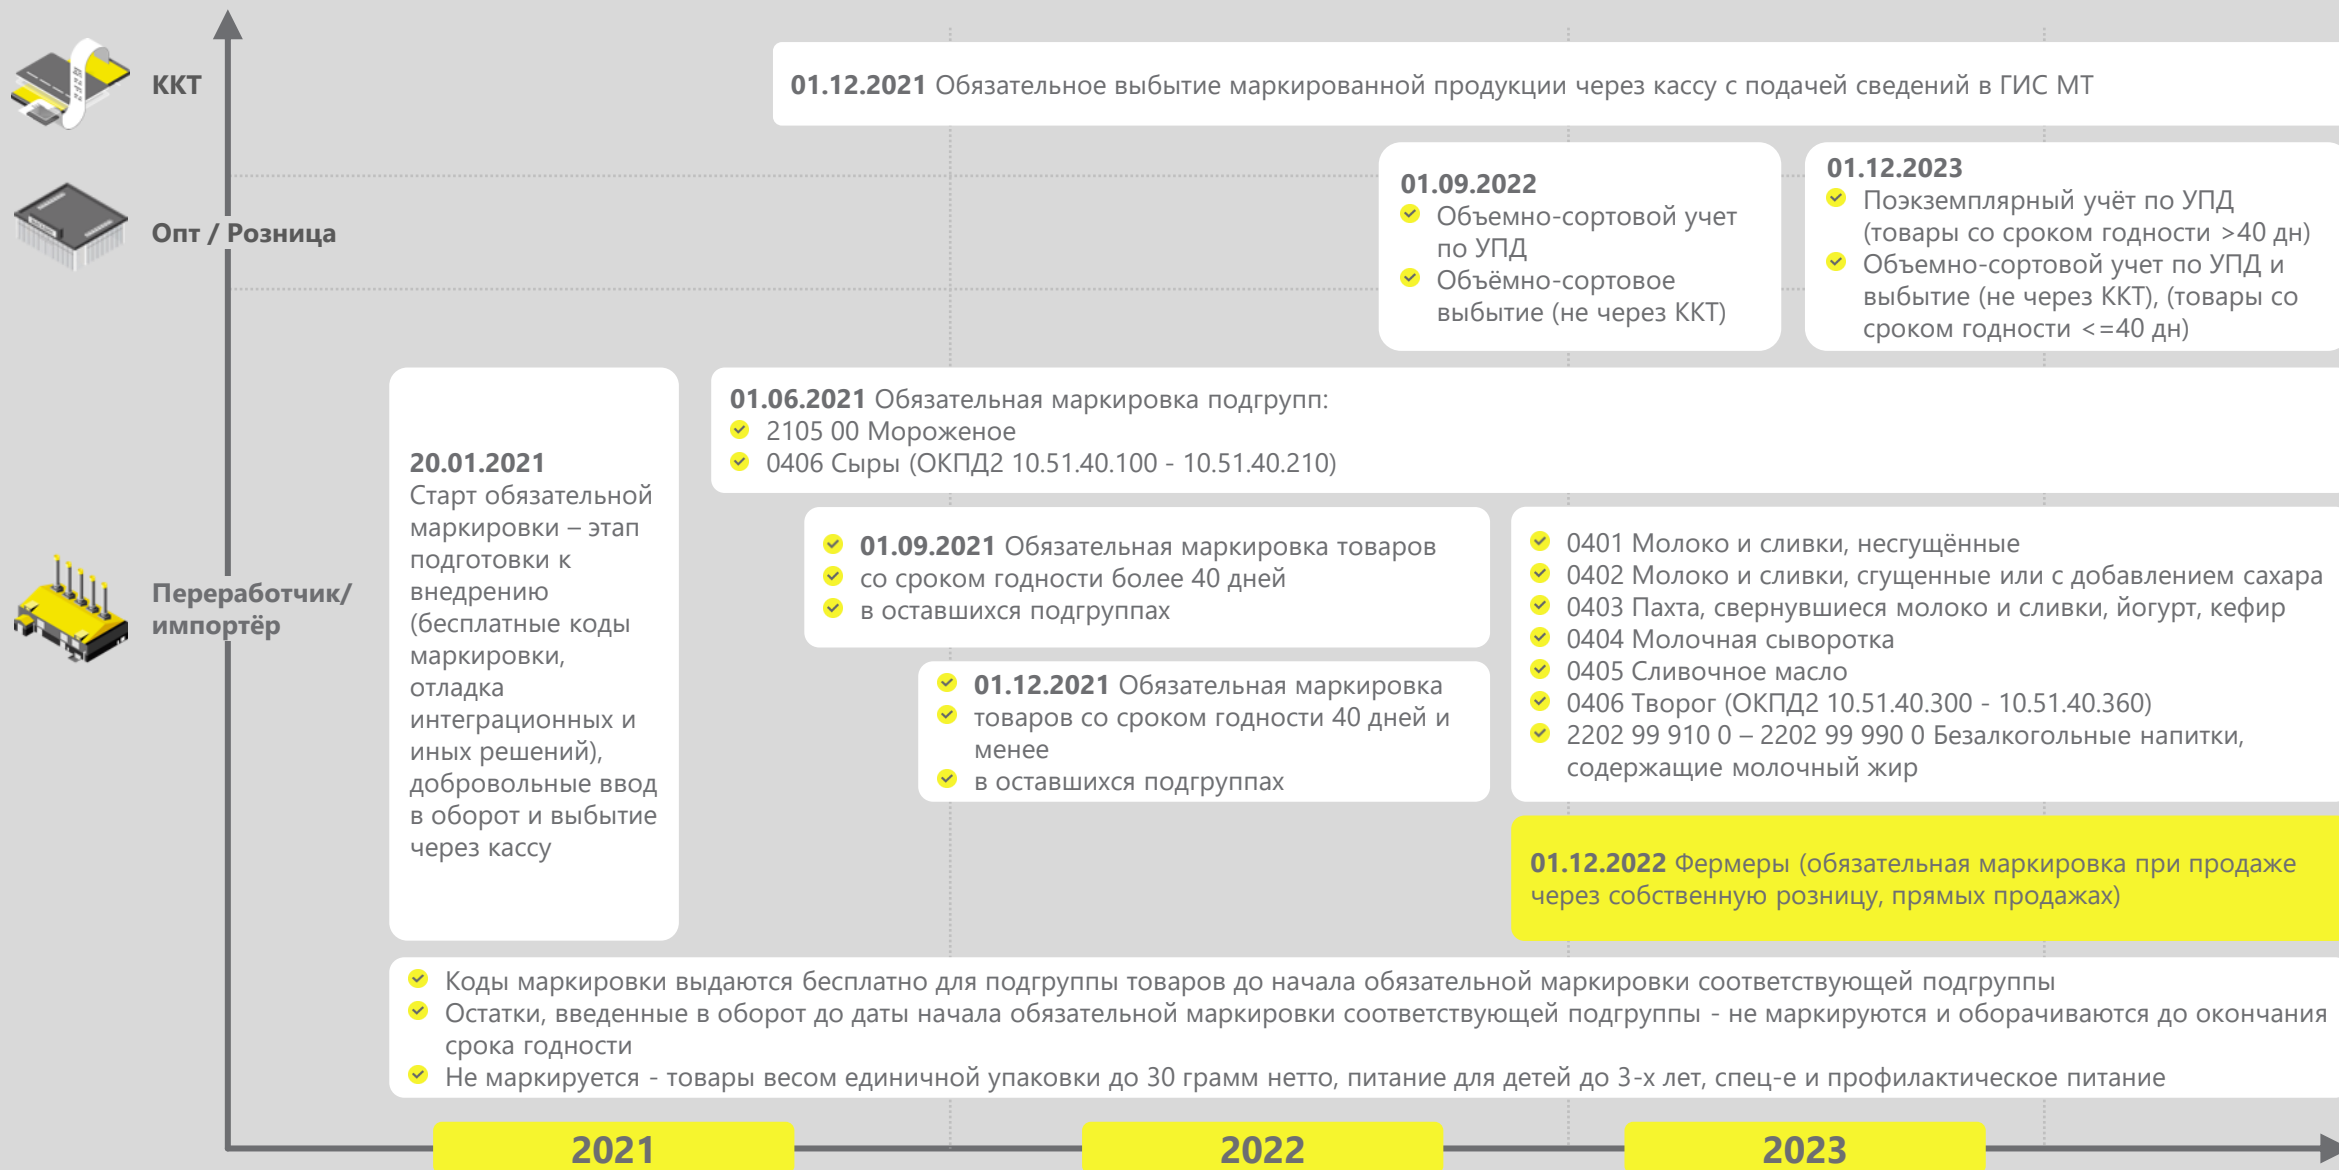 ККТ
01.12.2021 Обязательное выбытие маркированной продукции через кассу с подачей сведений в ГИС МТ
Опт / Розница
01.09.2022
Объемно-сортовой учет
по УПД
Объёмно-сортовое
выбытие (не через ККТ)
01.12.2023
Поэкземплярный учёт по УПД
(товары со сроком годности >40 дн)
Объемно-сортовой учет по УПД и
выбытие (не через ККТ), (товары со
сроком годности <=40 дн)
Переработчик/
импортёр
20.01.2021
Старт обязательной
маркировки – этап
подготовки к
внедрению
(бесплатные коды
маркировки,
отладка
интеграционных и
иных решений),
добровольные ввод
в оборот и выбытие
через кассу
01.06.2021 Обязательная маркировка подгрупп:
2105 00 Мороженое
0406 Сыры (ОКПД2 10.51.40.100 - 10.51.40.210)
01.09.2021 Обязательная маркировка товаров
со сроком годности более 40 дней
в оставшихся подгруппах
01.12.2021 Обязательная маркировка
товаров со сроком годности 40 дней и
менее
в оставшихся подгруппах
0401 Молоко и сливки, несгущённые
0402 Молоко и сливки, сгущенные или с добавлением сахара
0403 Пахта, свернувшиеся молоко и сливки, йогурт, кефир
0404 Молочная сыворотка
0405 Сливочное масло
0406 Творог (ОКПД2 10.51.40.300 - 10.51.40.360)
2202 99 910 0 – 2202 99 990 0 Безалкогольные напитки,
содержащие молочный жир
01.12.2022 Фермеры (обязательная маркировка при продаже
через собственную розницу, прямых продажах)
Коды маркировки выдаются бесплатно для подгруппы товаров до начала обязательной маркировки соответствующей подгруппы
Остатки, введенные в оборот до даты начала обязательной маркировки соответствующей подгруппы - не маркируются и оборачиваются до окончания
срока годности
Не маркируется - товары весом единичной упаковки до 30 грамм нетто, питание для детей до 3-х лет, спец-е и профилактическое питание
2021
2022
2023